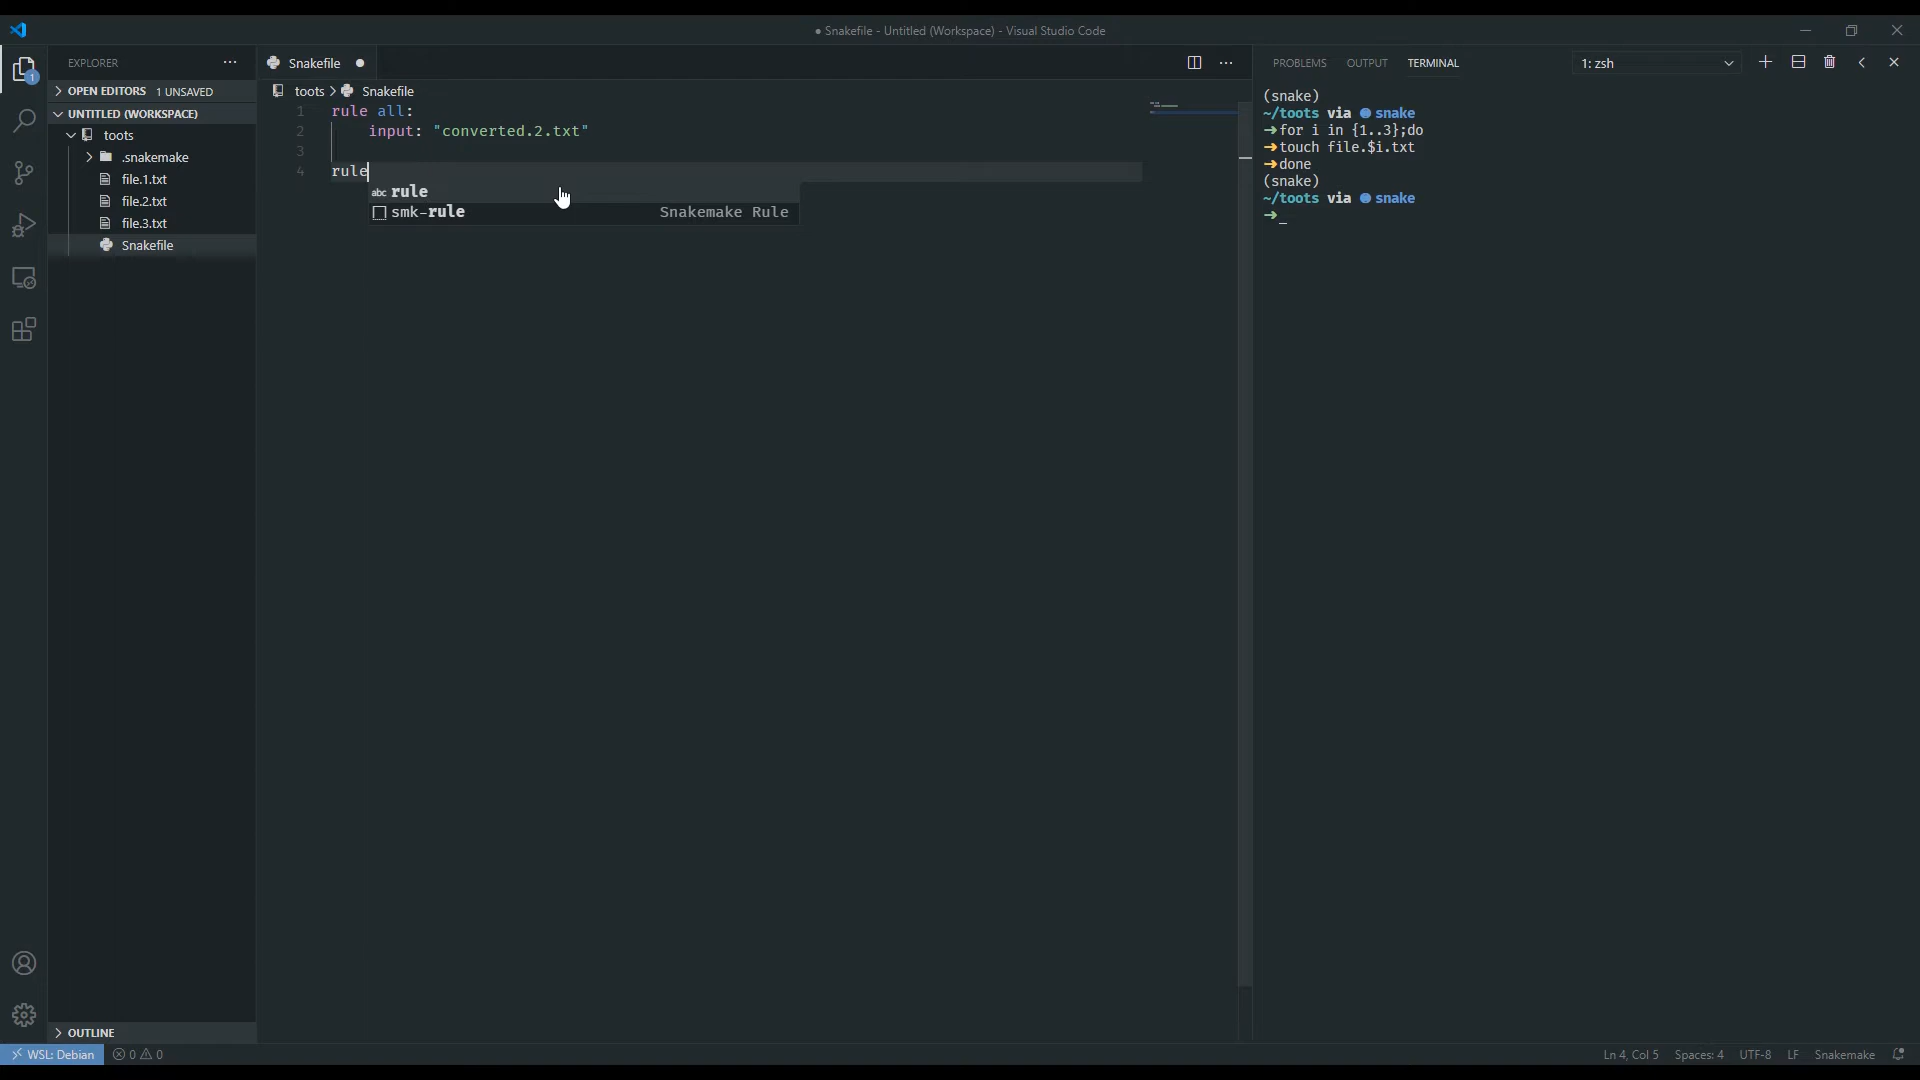 ● Snakefile - Untitled (Workspace) - Visual Studio Code
EXPLORER
OPEN EDITORS 1 UNSAVED
UNTITLED (WORKSPACE)
toots
.snakemake
file.1.txt
file.2.txt
file.3.txt
Snakefile
OUTLINE
1
Snakefile ●
toots > Snakefile
1 rule all:
2 input: "converted.2.txt"
3
4 rule
abc rule
smk-rule Snakemake Rule
PROBLEMS OUTPUT TERMINAL 1: zsh
(snake)
~/toots via snake
➜for i in {1..3};do
➜touch file.$i.txt
➜done
(snake)
~/toots via snake
➜_
WSL: Debian 0 0 Ln 4, Col 5 Spaces: 4 UTF-8 LF Snakemake